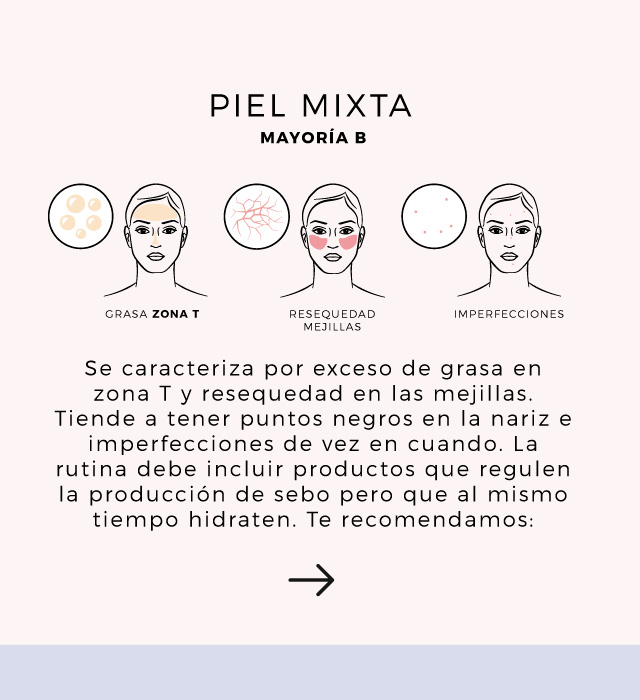 PIEL MIXTA
MAYORÍA B
GRASA ZONA T
RESEQUEDAD
MEJILLAS
IMPERFECCIONES
Se caracteriza por exceso de grasa en
zona T y resequedad en las mejillas.
Tiende a tener puntos negros en la nariz e
imperfecciones de vez en cuando. La
rutina debe incluir productos que regulen
la producción de sebo pero que al mismo
tiempo hidraten. Te recomendamos: